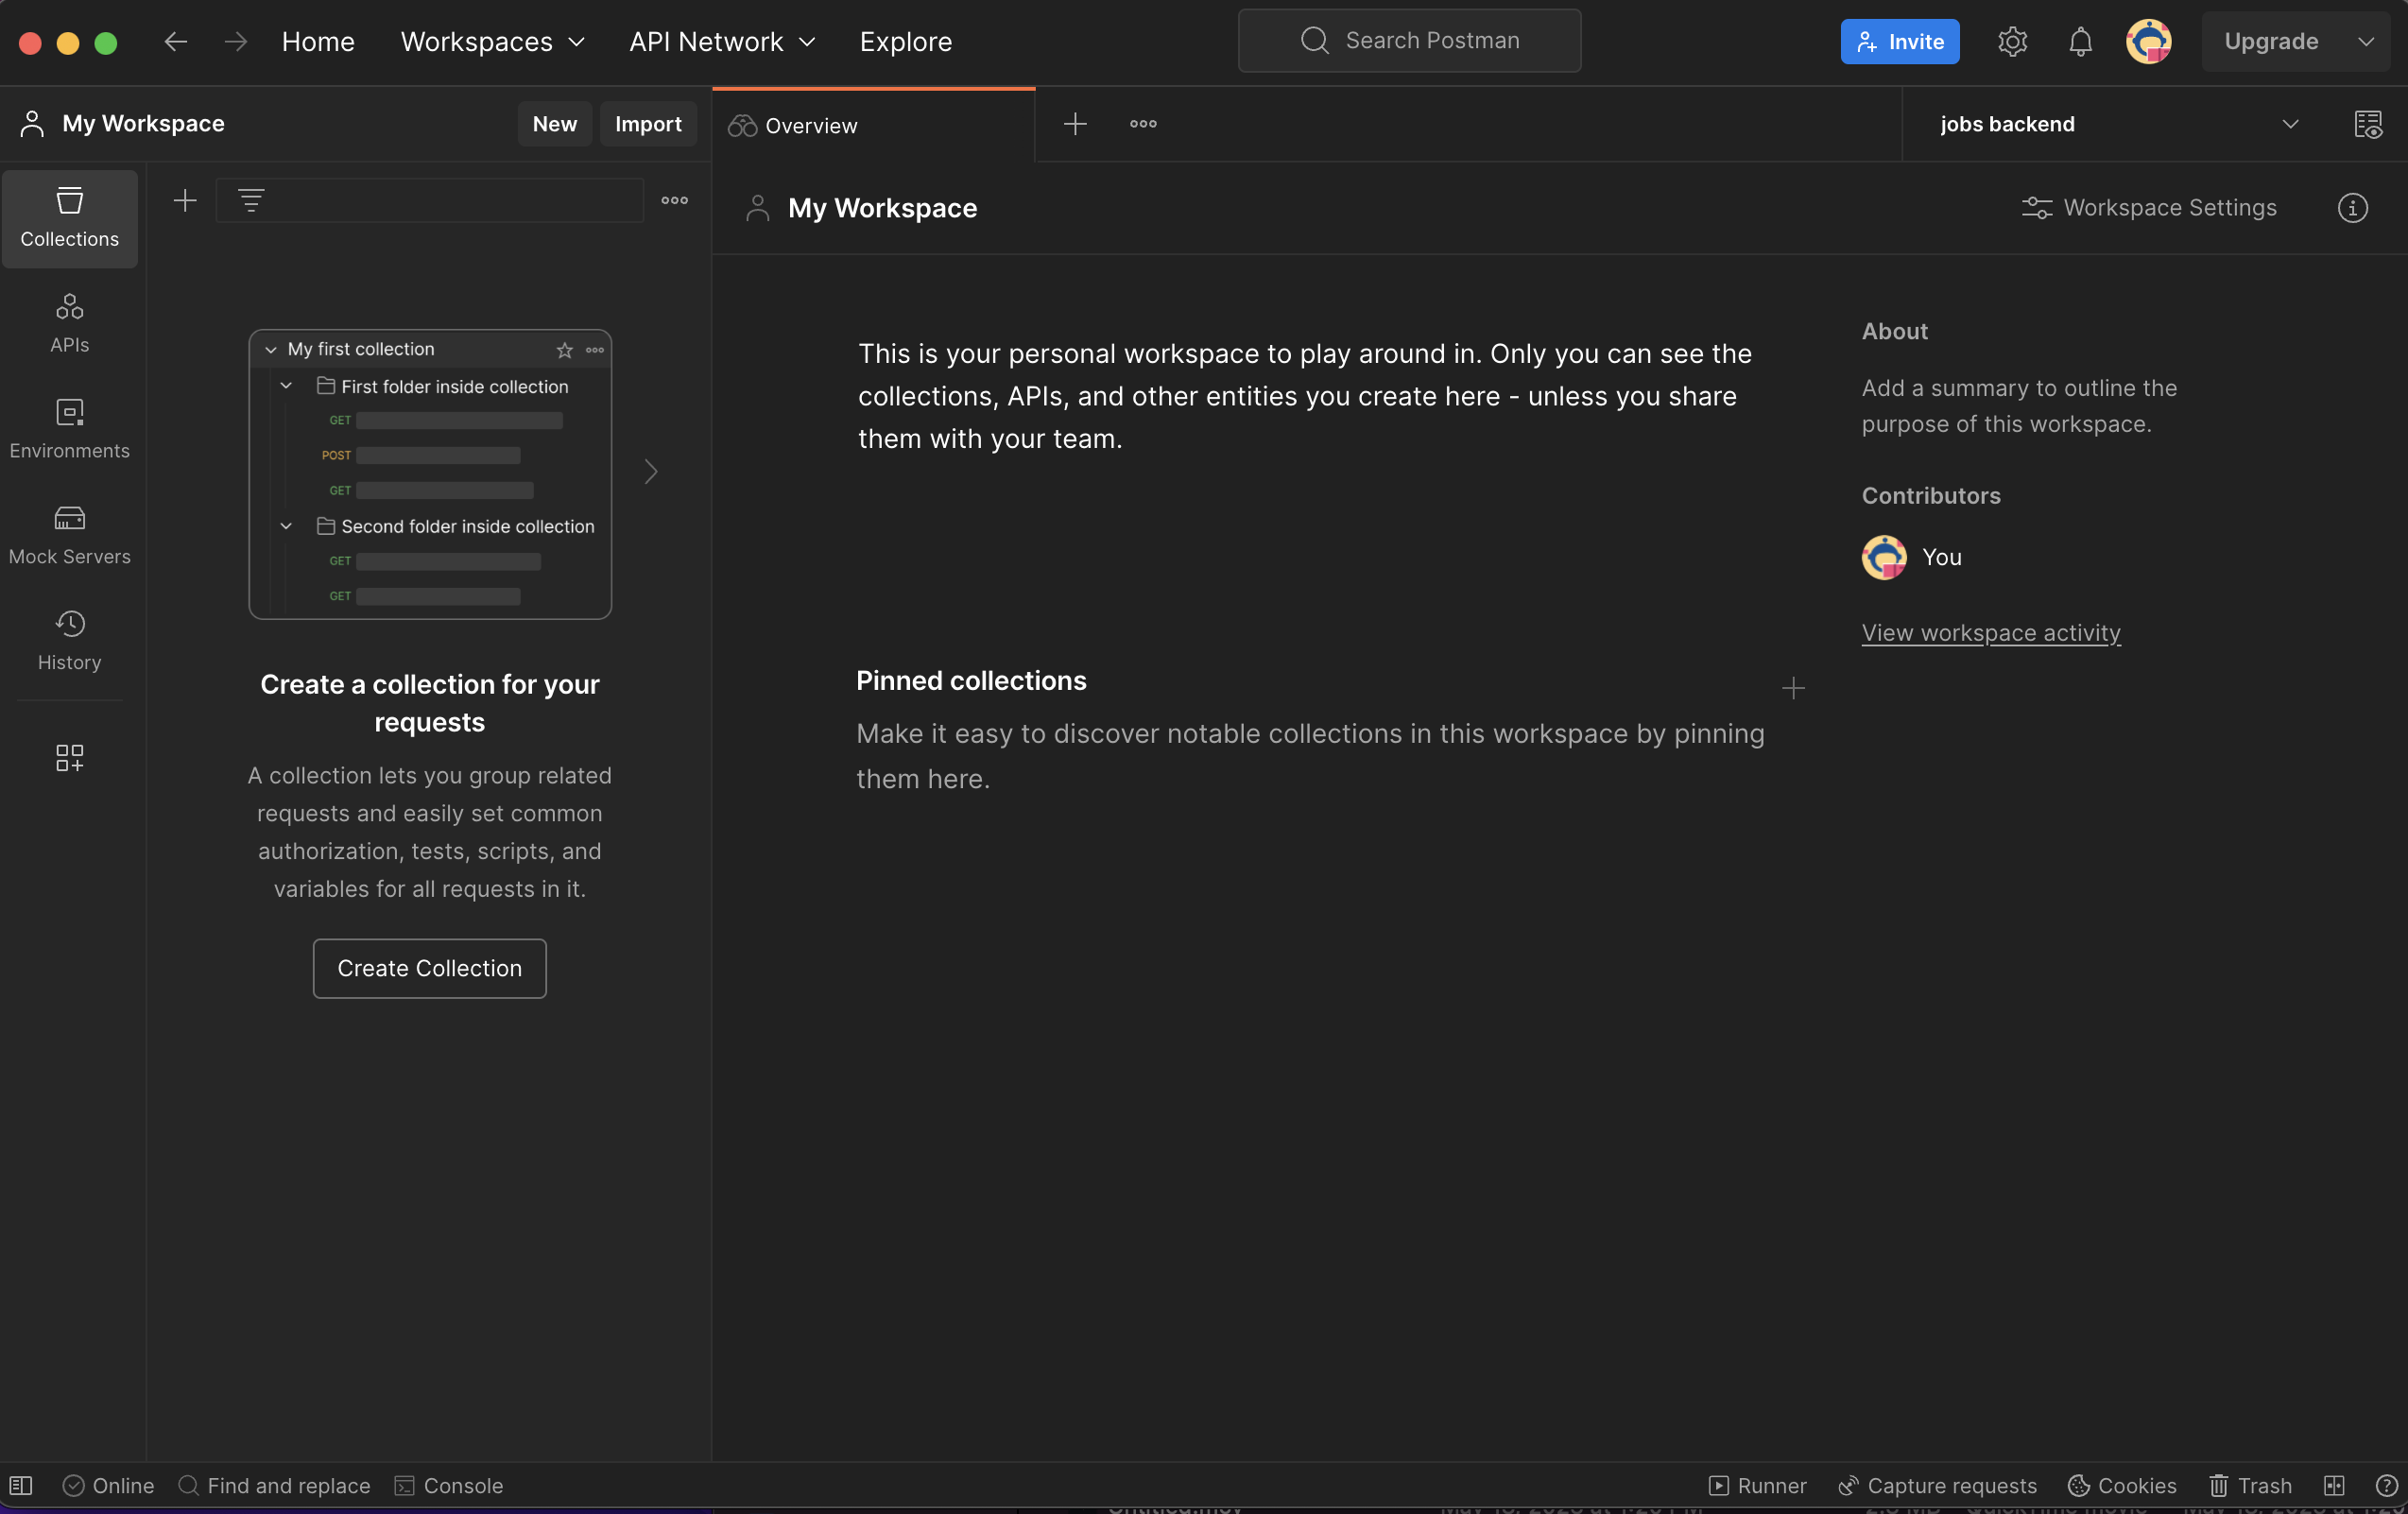 Home Workspaces API Network Explore Search Postman Invite Upgrade
My Workspace New Import Overview jobs backend
Collections
APIs
Environments
Mock Servers
History
My first collection
First folder inside collection
GET
POST
GET
Second folder inside collection
GET
GET
Create a collection for your
requests
A collection lets you group related
requests and easily set common
authorization, tests, scripts, and
variables for all requests in it.
Create Collection
My Workspace Workspace Settings
This is your personal workspace to play around in. Only you can see the
collections, APIs, and other entities you create here - unless you share
them with your team.
Pinned collections
Make it easy to discover notable collections in this workspace by pinning
them here.
About
Add a summary to outline the
purpose of this workspace.
Contributors
You
View workspace activity
Online Find and replace Console Runner Capture requests Cookies Trash